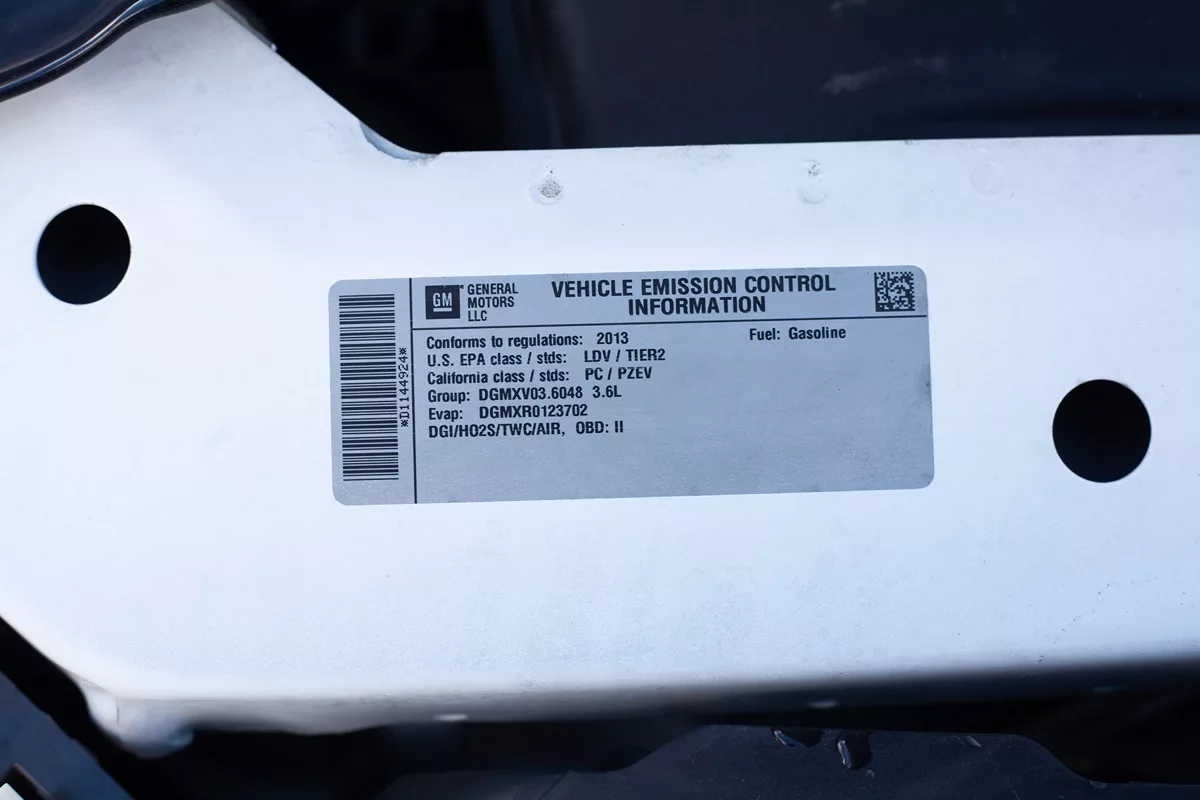 *D1144924*
GM
GENERAL
MOTORS
LLC
VEHICLE EMISSION CONTROL
INFORMATION
Conforms to regulations: 2013 Fuel: Gasoline
U.S. EPA class / stds: LDV / TIER2
California class / stds: PC / PZEV
Group: DGMXV03.6048 3.6L
Evap: DGMXR0123702
DGI/HO2S/TWC/AIR, OBD: II